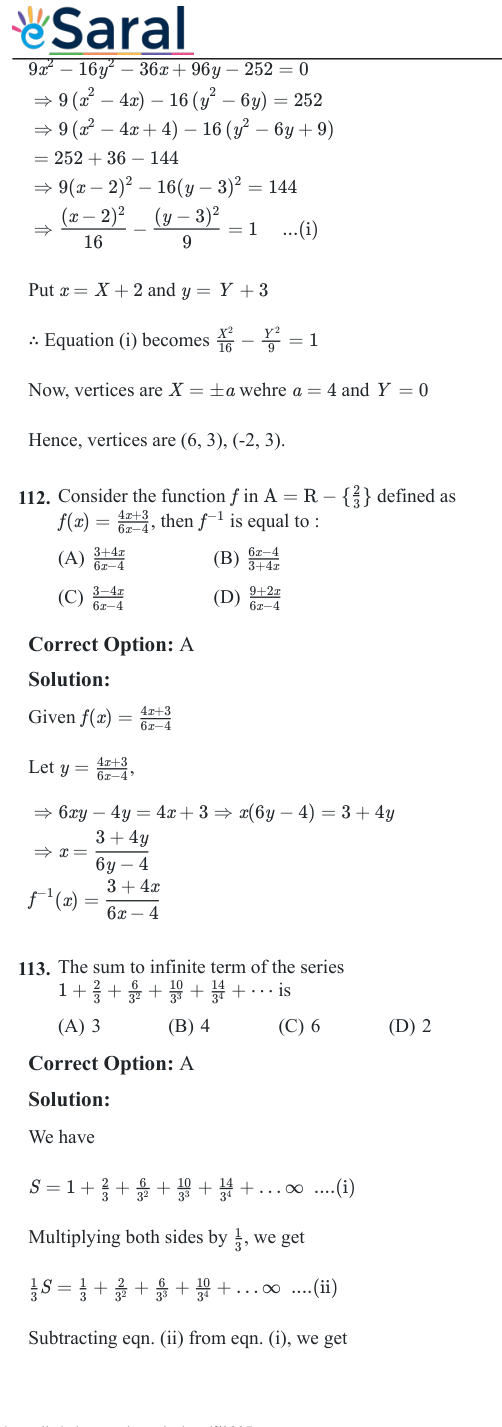 eSaral
9x² − 16y² − 36x + 96y − 252 = 0
⇒ 9 (x² − 4x) − 16 (y² − 6y) = 252
⇒ 9 (x² − 4x + 4) − 16 (y² − 6y + 9)
= 252 + 36 − 144
⇒ 9(x − 2)² − 16(y − 3)² = 144
⇒ (x − 2)²/16 − (y − 3)²/9 = 1 ...(i)
Put x = X + 2 and y = Y + 3
∴ Equation (i) becomes X²/16 − Y²/9 = 1
Now, vertices are X = ±a wehre a = 4 and Y = 0
Hence, vertices are (6, 3), (-2, 3).
112. Consider the function f in A = R − {2/3} defined as
f(x) = (4x+3)/(6x−4), then f⁻¹ is equal to :
(A) (3+4x)/(6x−4) (B) (6x−4)/(3+4x)
(C) (3−4x)/(6x−4) (D) (9+2x)/(6x−4)
Correct Option: A
Solution:
Given f(x) = (4x+3)/(6x−4)
Let y = (4x+3)/(6x−4),
⇒ 6xy − 4y = 4x + 3 ⇒ x(6y − 4) = 3 + 4y
⇒ x = (3 + 4y)/(6y − 4)
f⁻¹(x) = (3 + 4x)/(6x − 4)
113. The sum to infinite term of the series
1 + 2/3 + 6/3² + 10/3³ + 14/3⁴ + ⋯ is
(A) 3 (B) 4 (C) 6 (D) 2
Correct Option: A
Solution:
We have
S = 1 + 2/3 + 6/3² + 10/3³ + 14/3⁴ + ...∞ ....(i)
Multiplying both sides by 1/3, we get
1/3 S = 1/3 + 2/3² + 6/3³ + 10/3⁴ + ...∞ ....(ii)
Subtracting eqn. (ii) from eqn. (i), we get